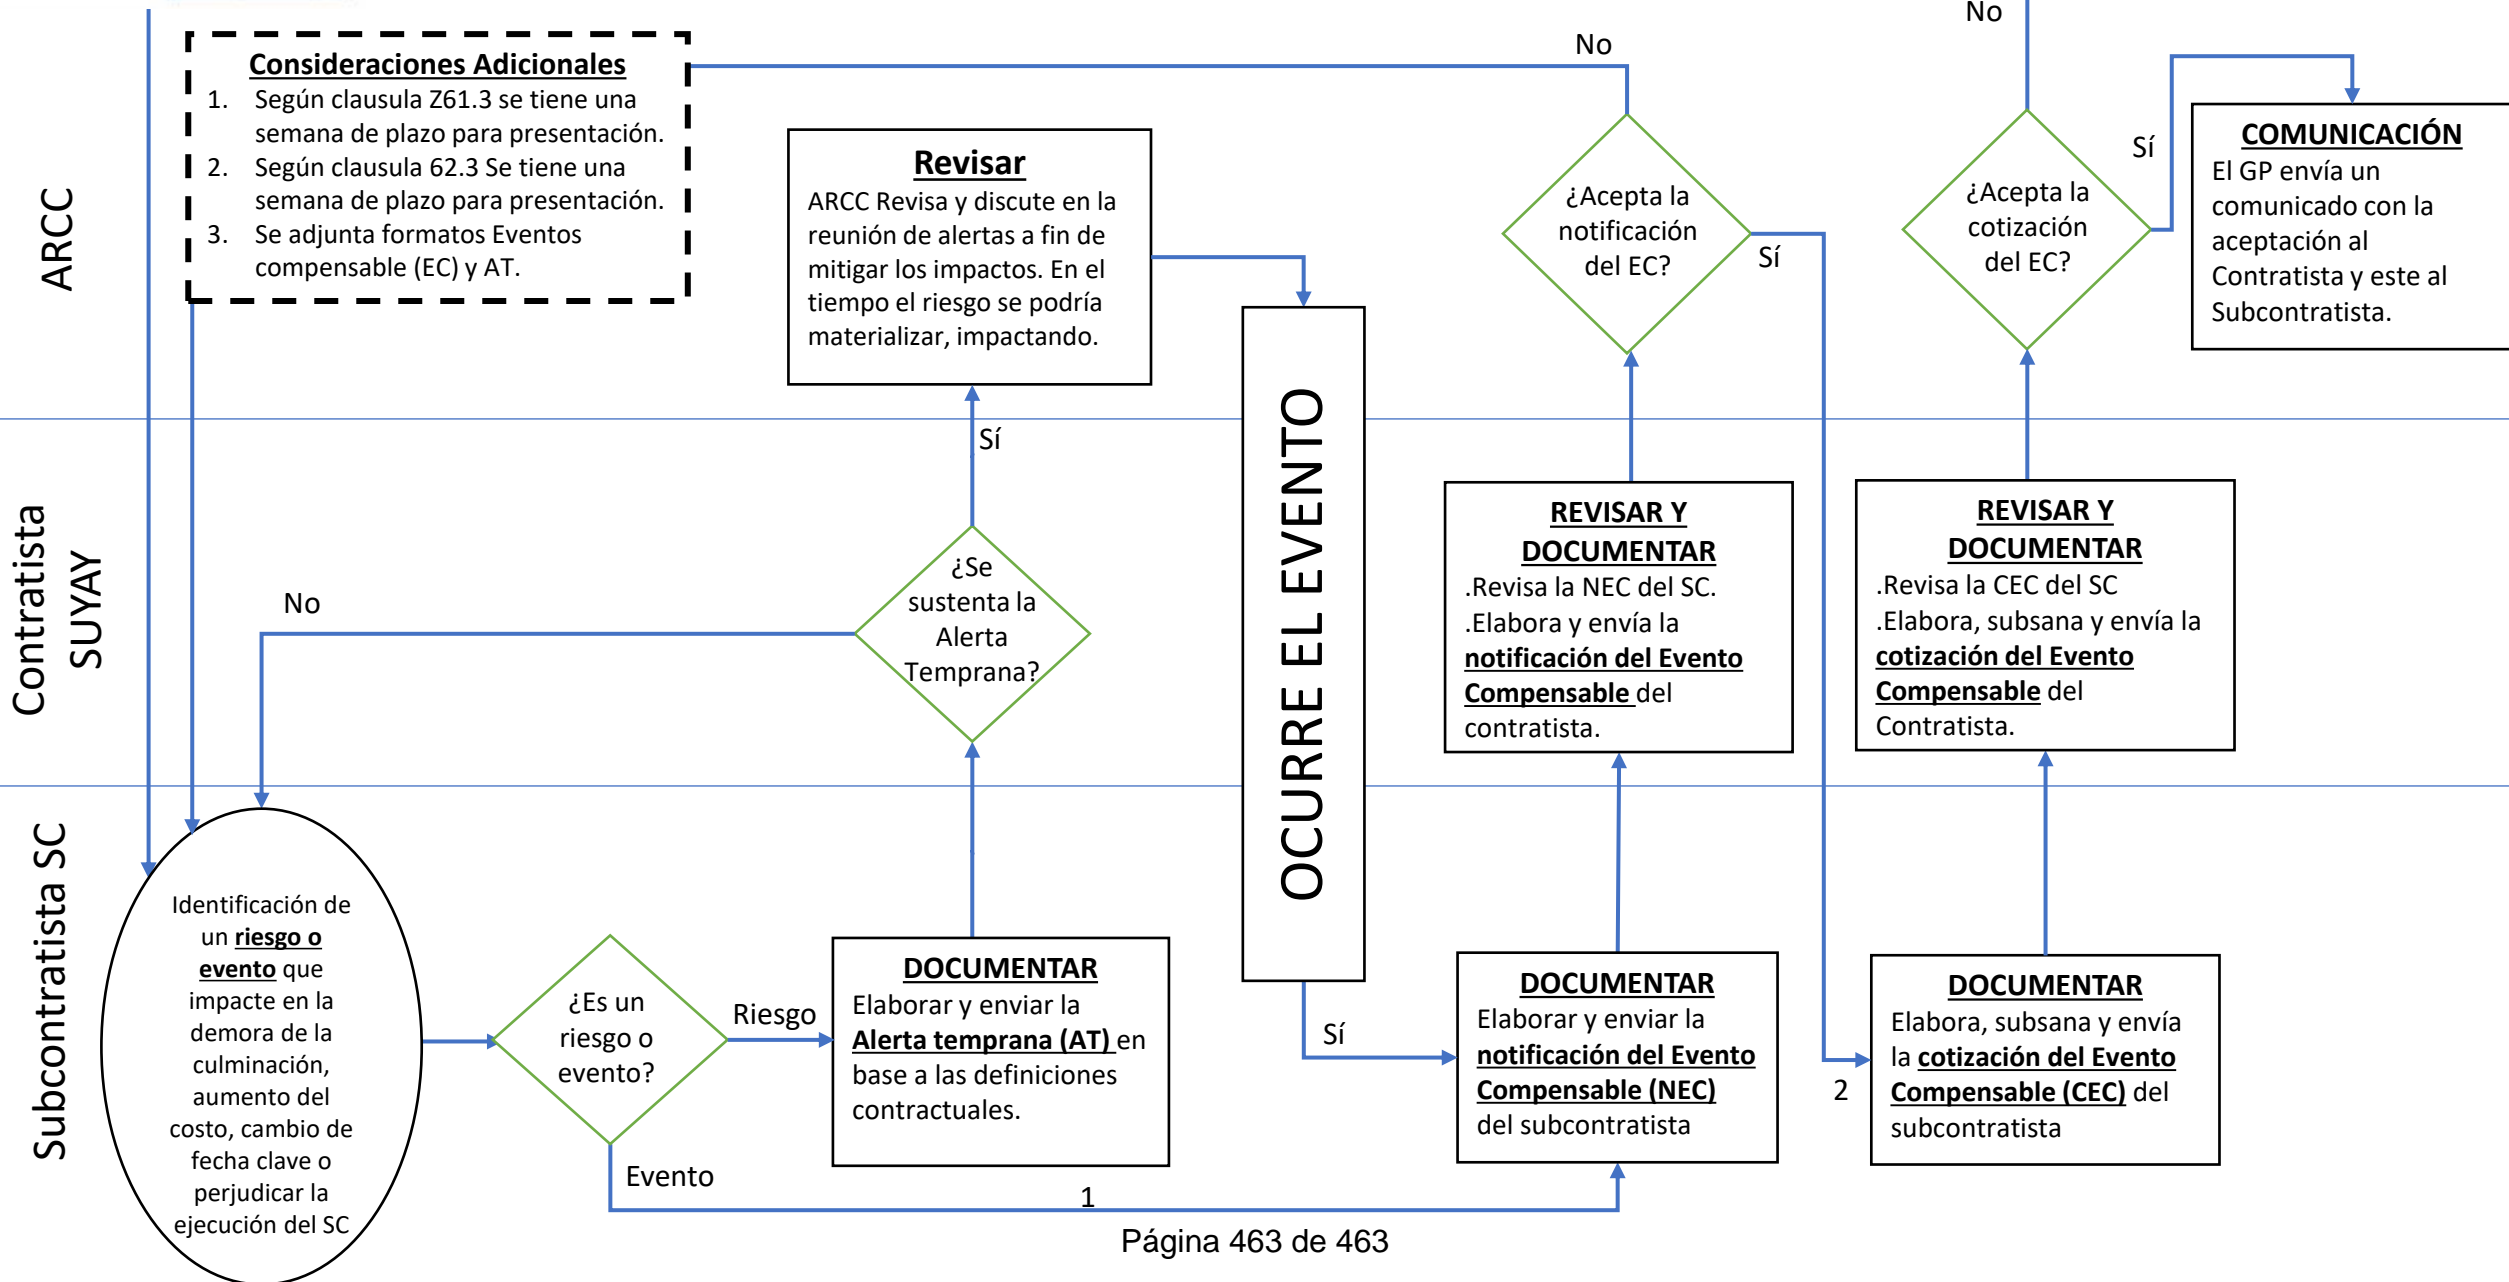 ARCC
Consideraciones Adicionales
1. Según clausula Z61.3 se tiene una
semana de plazo para presentación.
2. Según clausula 62.3 Se tiene una
semana de plazo para presentación.
3. Se adjunta formatos Eventos
compensable (EC) y AT.
Revisar
ARCC Revisa y discute en la
reunión de alertas a fin de
mitigar los impactos. En el
tiempo el riesgo se podría
materializar, impactando.
No
¿Acepta la
notificación
del EC?
Sí
No
¿Acepta la
cotización
del EC?
Sí
COMUNICACIÓN
El GP envía un
comunicado con la
aceptación al
Contratista y este al
Subcontratista.
Contratista
SUYAY
No
¿Se
sustenta la
Alerta
Temprana?
Sí
OCURRE EL EVENTO
REVISAR Y
DOCUMENTAR
.Revisa la NEC del SC.
.Elabora y envía la
notificación del Evento
Compensable del
contratista.
REVISAR Y
DOCUMENTAR
.Revisa la CEC del SC
.Elabora, subsana y envía la
cotización del Evento
Compensable del
Contratista.
Subcontratista SC
Identificación de
un riesgo o
evento que
impacte en la
demora de la
culminación,
aumento del
costo, cambio de
fecha clave o
perjudicar la
ejecución del SC
¿Es un
riesgo o
evento?
Riesgo
Evento
DOCUMENTAR
Elaborar y enviar la
Alerta temprana (AT) en
base a las definiciones
contractuales.
1
Sí
DOCUMENTAR
Elaborar y enviar la
notificación del Evento
Compensable (NEC)
del subcontratista
2
DOCUMENTAR
Elabora, subsana y envía
la cotización del Evento
Compensable (CEC) del
subcontratista
Página 463 de 463